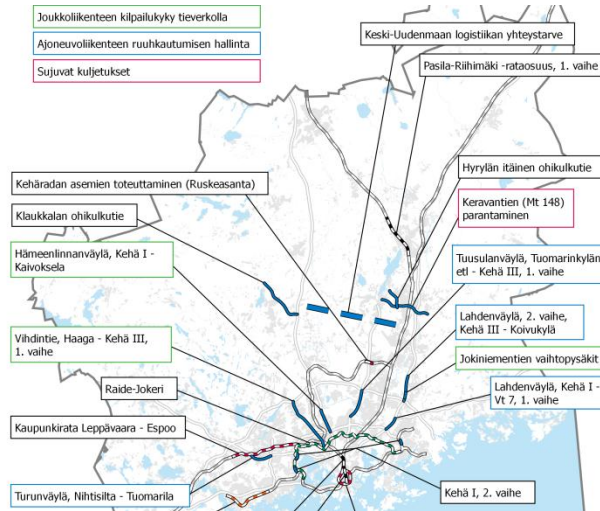 Joukkoliikenteen kilpailukyky tieverkolla
Ajoneuvoliikenteen ruuhkautumisen hallinta
Sujuvat kuljetukset
Keski-Uudenmaan logistiikan yhteystarve
Pasila-Riihimäki -rataosuus, 1. vaihe
Kehäradan asemien toteuttaminen (Ruskeasanta)
Hyrylän itäinen ohikulkutie
Klaukkalan ohikulkutie
Keravantien (Mt 148)
parantaminen
Hämeenlinnanväylä, Kehä I -
Kaivoksela
Tuusulanväylä, Tuomarinkylän
etl - Kehä III, 1. vaihe
Lahdenväylä, 2. vaihe,
Kehä III - Koivukylä
Vihdintie, Haaga - Kehä III,
1. vaihe
Jokiniementien vaihtopysäkit
Raide-Jokeri
Lahdenväylä, Kehä I -
Vt 7, 1. vaihe
Kaupunkirata Leppävaara - Espoo
Turunväylä, Nihtisilta - Tuomarila
Kehä I, 2. vaihe